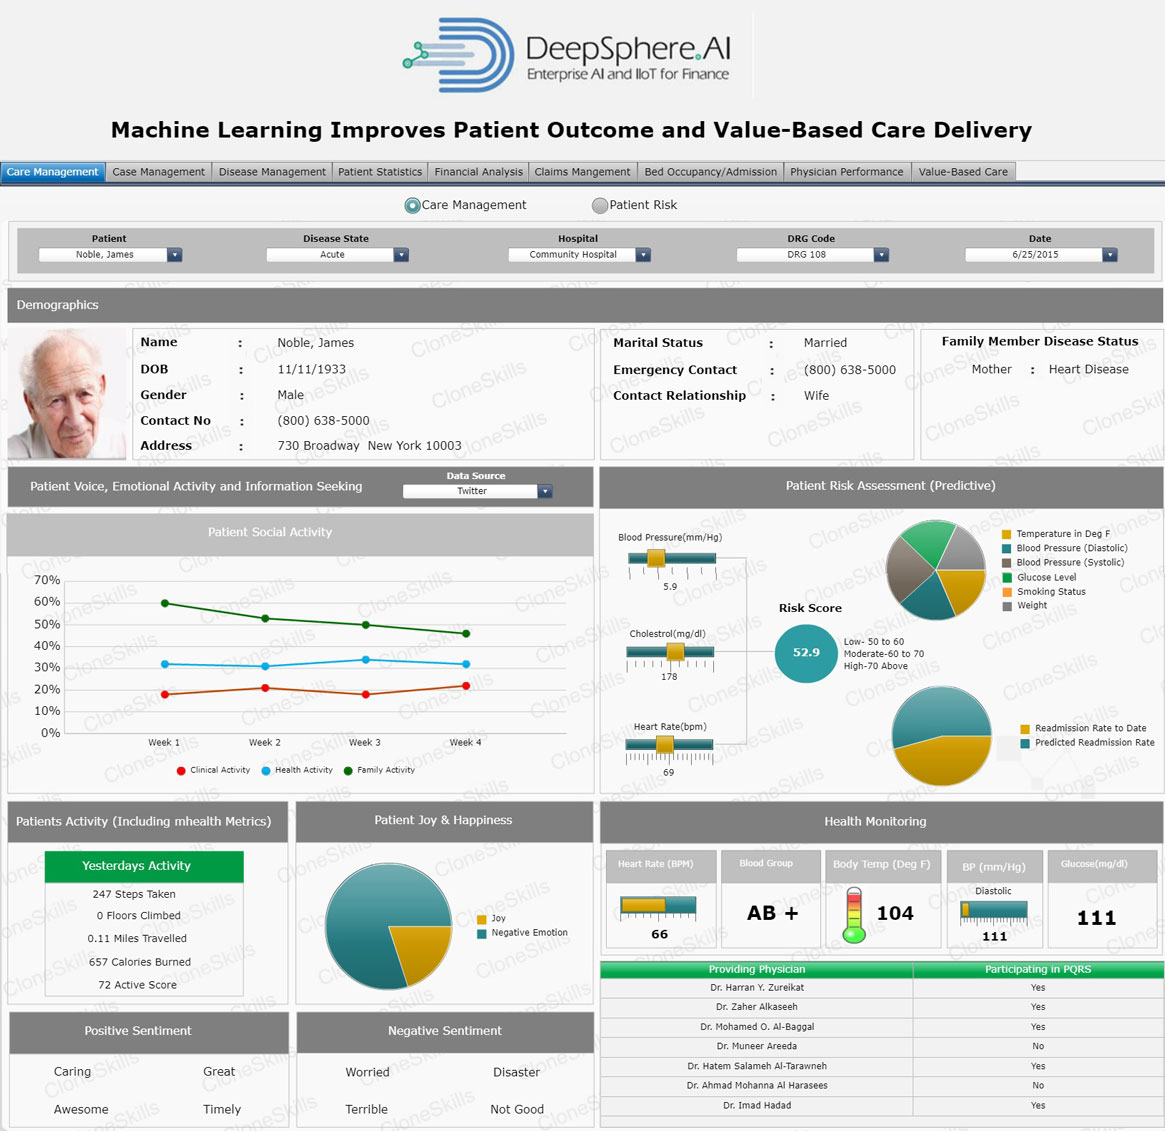 DeepSphere.AI
Enterprise AI and IIoT for Finance
Machine Learning Improves Patient Outcome and Value-Based Care Delivery
Care Management Case Management Disease Management Patient Statistics Financial Analysis Claims Mangement Bed Occupancy/Admission Physician Performance Value-Based Care
Care Management Patient Risk
Patient Disease State Hospital DRG Code Date
Noble, James Acute Community Hospital DRG 108 6/25/2015
Demographics
Name : Noble, James
DOB : 11/11/1933
Gender : Male
Contact No : (800) 638-5000
Address : 730 Broadway New York 10003
Marital Status : Married
Emergency Contact : (800) 638-5000
Contact Relationship : Wife
Family Member Disease Status
Mother : Heart Disease
Patient Voice, Emotional Activity and Information Seeking
Data Source
Twitter
Patient Social Activity
70%
60%
50%
40%
30%
20%
10%
0%
Week 1 Week 2 Week 3 Week 4
Clinical Activity Health Activity Family Activity
Patient Risk Assessment (Predictive)
Blood Pressure(mm/Hg)
5.9
Cholestrol(mg/dl)
178
Heart Rate(bpm)
69
Risk Score
52.9
Low- 50 to 60
Moderate-60 to 70
High-70 Above
Temperature in Deg F
Blood Pressure (Diastolic)
Blood Pressure (Systolic)
Glucose Level
Smoking Status
Weight
Readmission Rate to Date
Predicted Readmission Rate
Patients Activity (Including mhealth Metrics)
Yesterdays Activity
247 Steps Taken
0 Floors Climbed
0.11 Miles Travelled
657 Calories Burned
72 Active Score
Patient Joy & Happiness
Joy
Negative Emotion
Health Monitoring
Heart Rate (BPM) Blood Group Body Temp (Deg F) BP (mm/Hg) Glucose(mg/dl)
66
AB +
104
Diastolic
111
111
Providing Physician Participating in PQRS
Dr. Harran Y. Zureikat Yes
Dr. Zaher Alkaseeh Yes
Dr. Mohamed O. Al-Baggal Yes
Dr. Muneer Areeda No
Dr. Hatem Salameh Al-Tarawneh Yes
Dr. Ahmad Mohanna Al Harasees No
Dr. Imad Hadad Yes
Positive Sentiment
Caring Great
Awesome Timely
Negative Sentiment
Worried Disaster
Terrible Not Good
CloneSkills